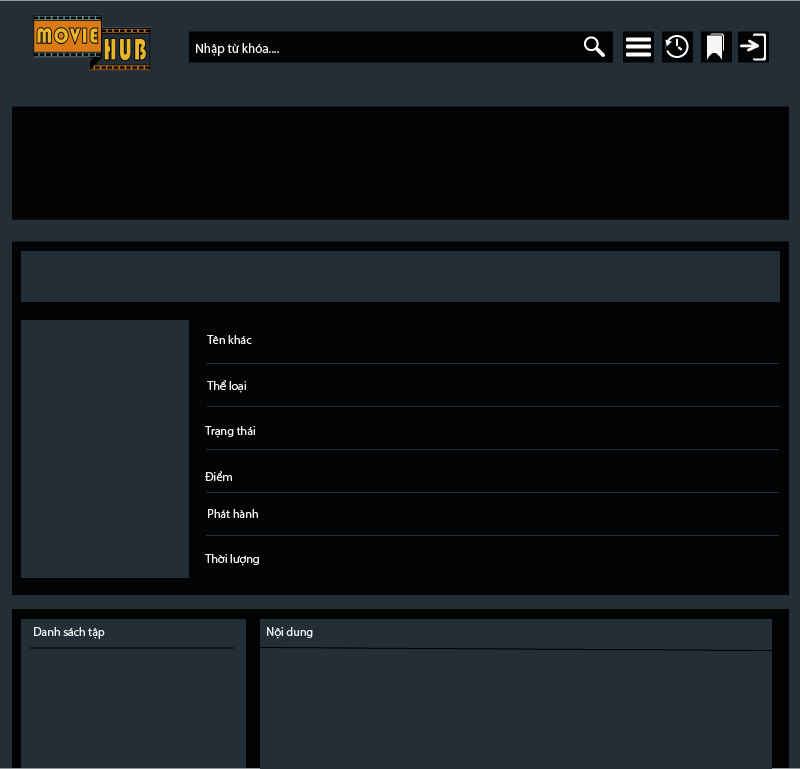 MOVIE
HUB
Nhập từ khóa....
Tên khác
Thể loại
Trạng thái
Điểm
Phát hành
Thời lượng
Danh sách tập
Nội dung